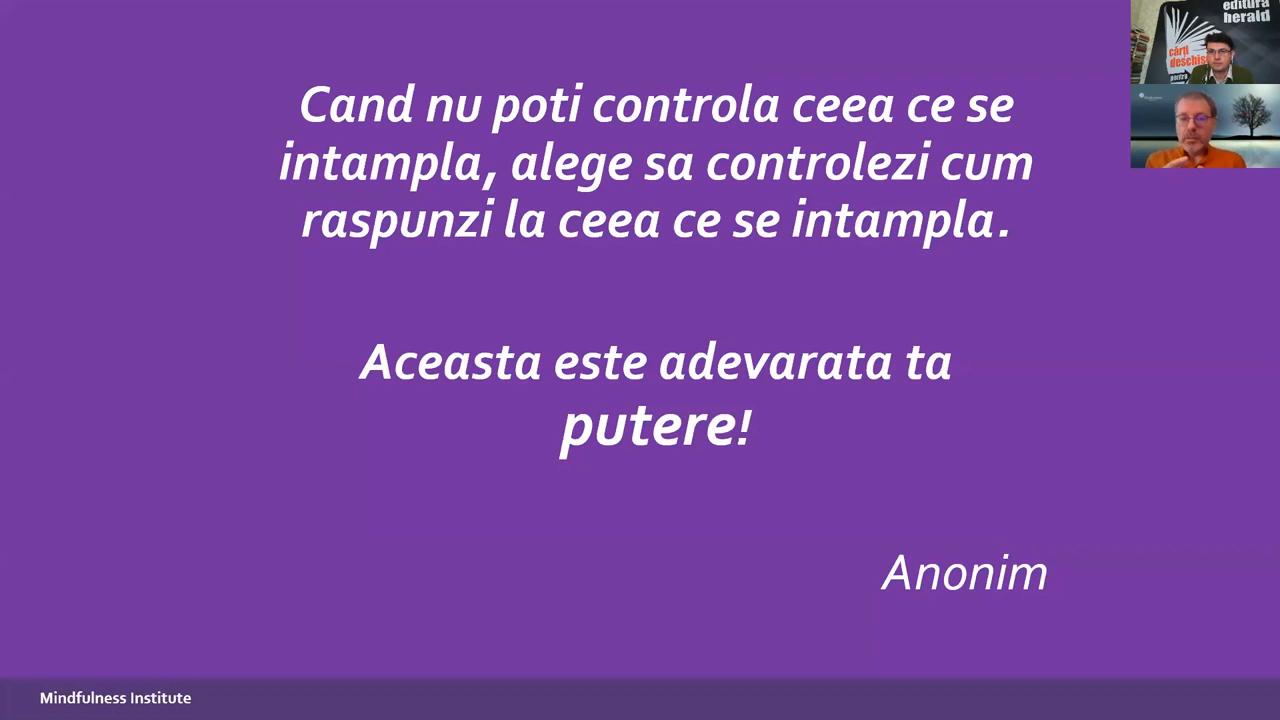 Cand nu poti controla ceea ce se
intampla, alege sa controlezi cum
raspunzi la ceea ce se intampla.
Aceasta este adevarata ta
putere!
Anonim
Mindfulness Institute
editura
herald
cărți
deschise